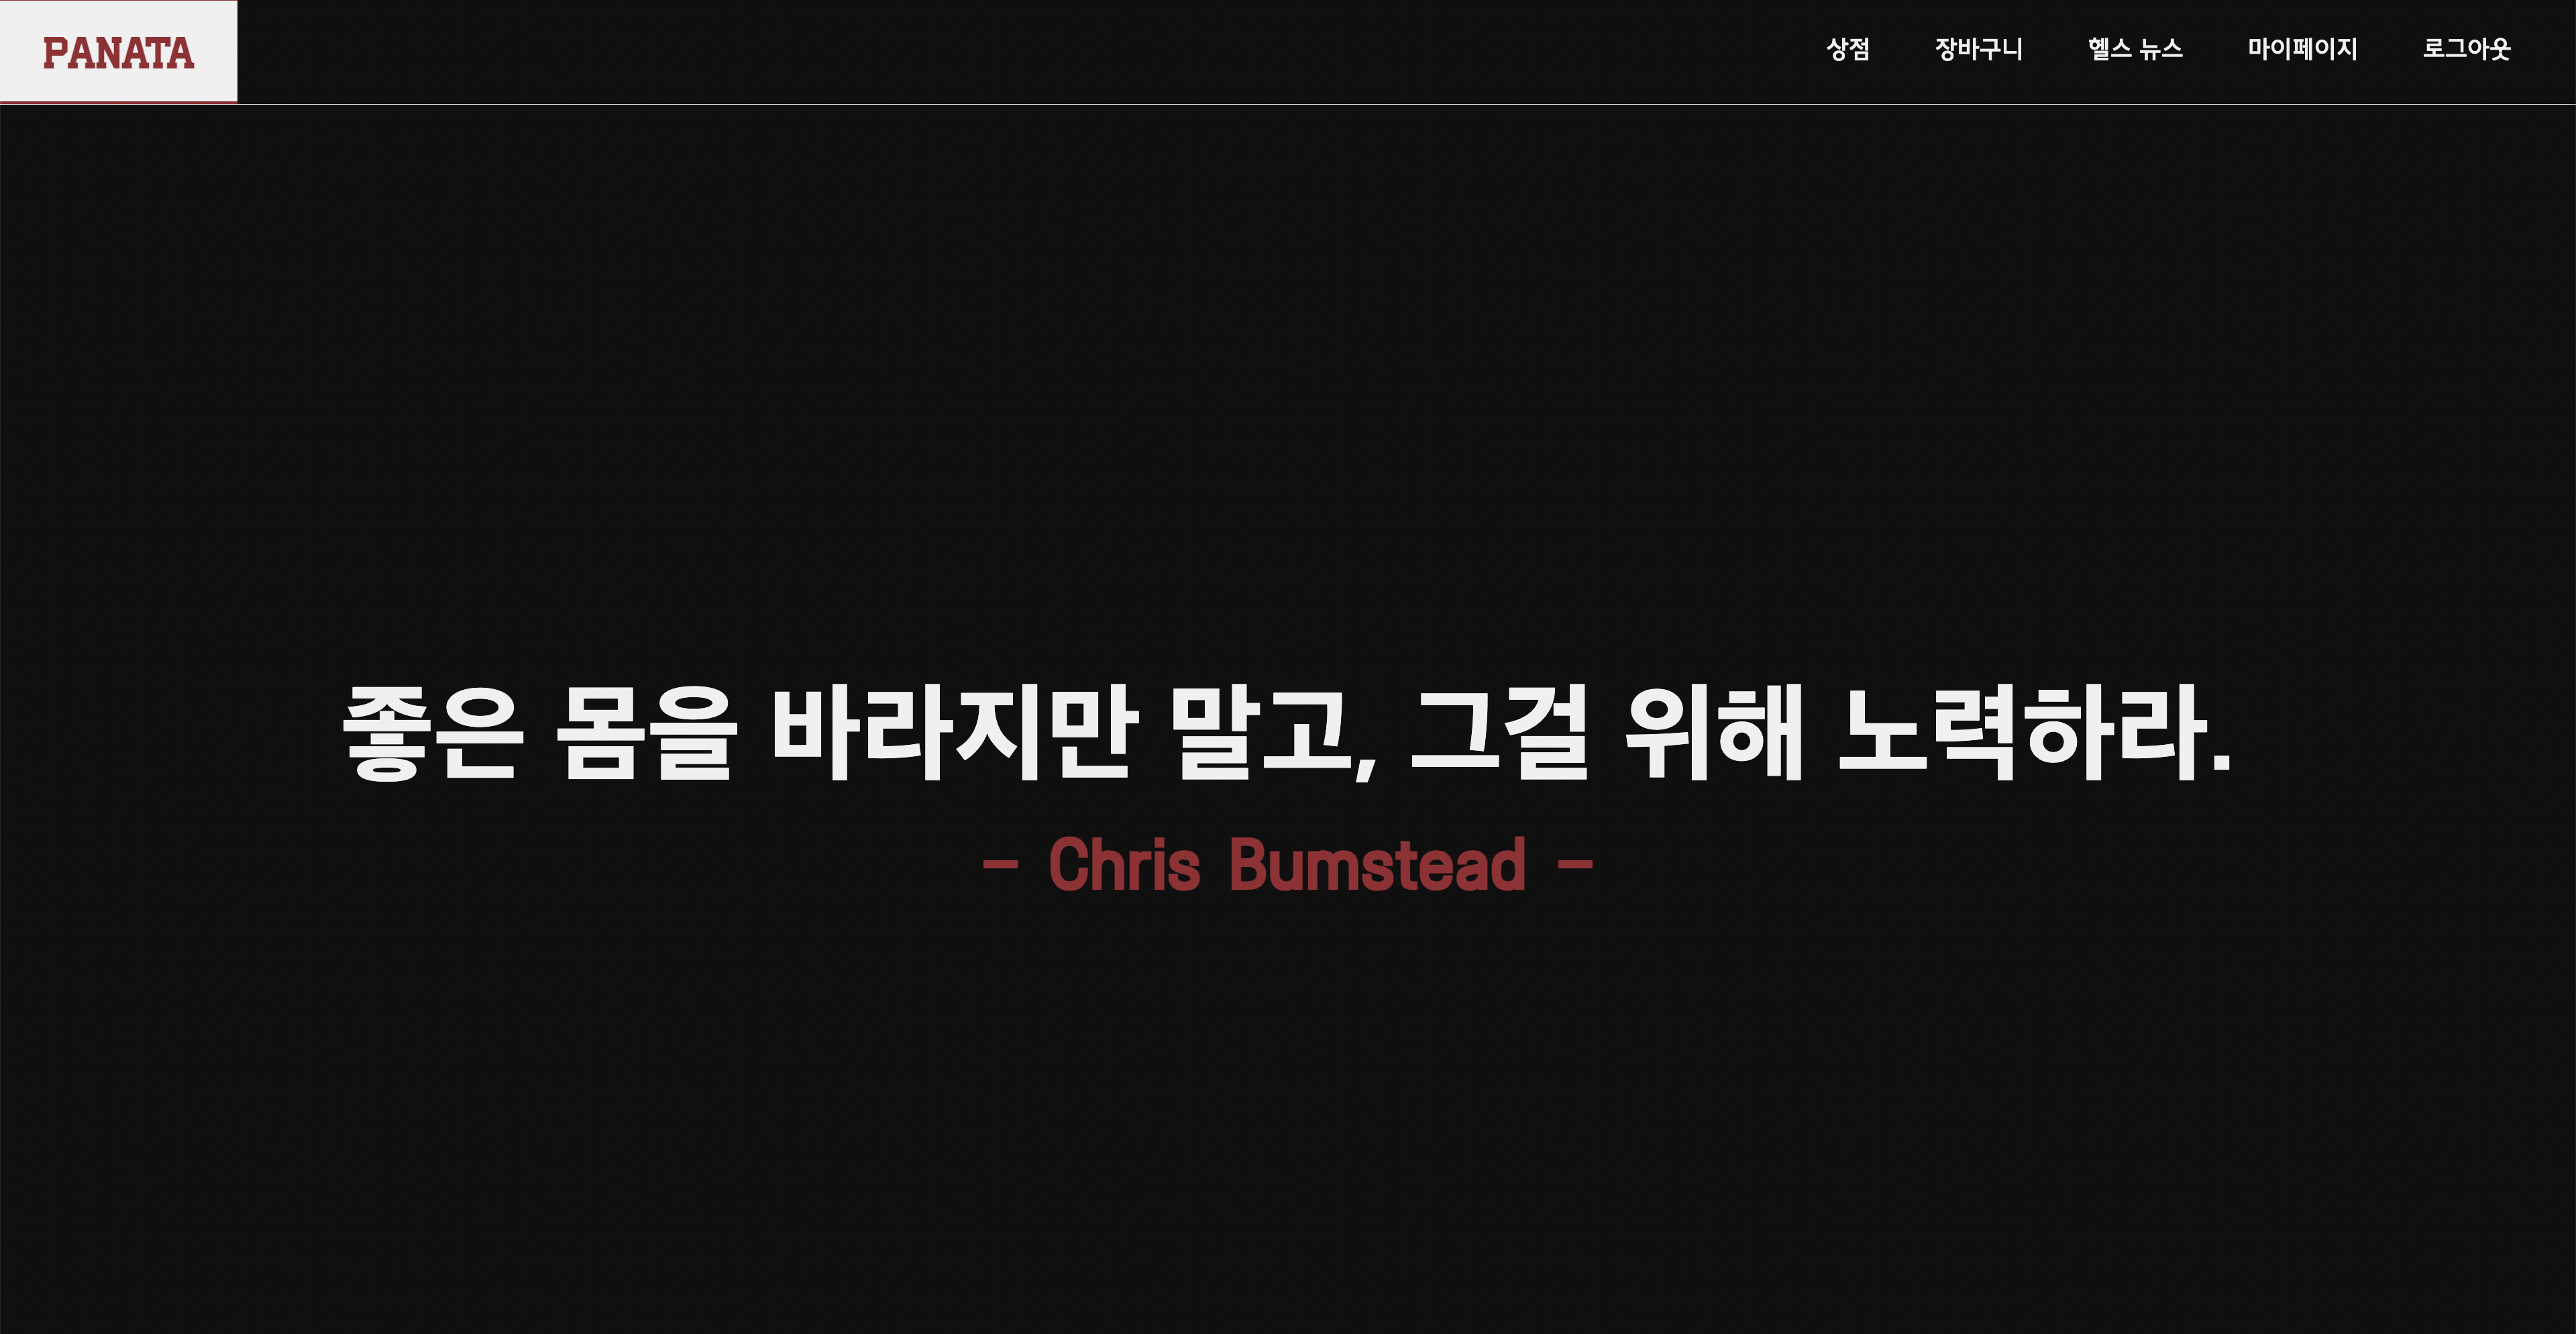 PANATA
상점 장바구니 헬스 뉴스 마이페이지 로그아웃
좋은 몸을 바라지만 말고, 그걸 위해 노력하라.
- Chris Bumstead -